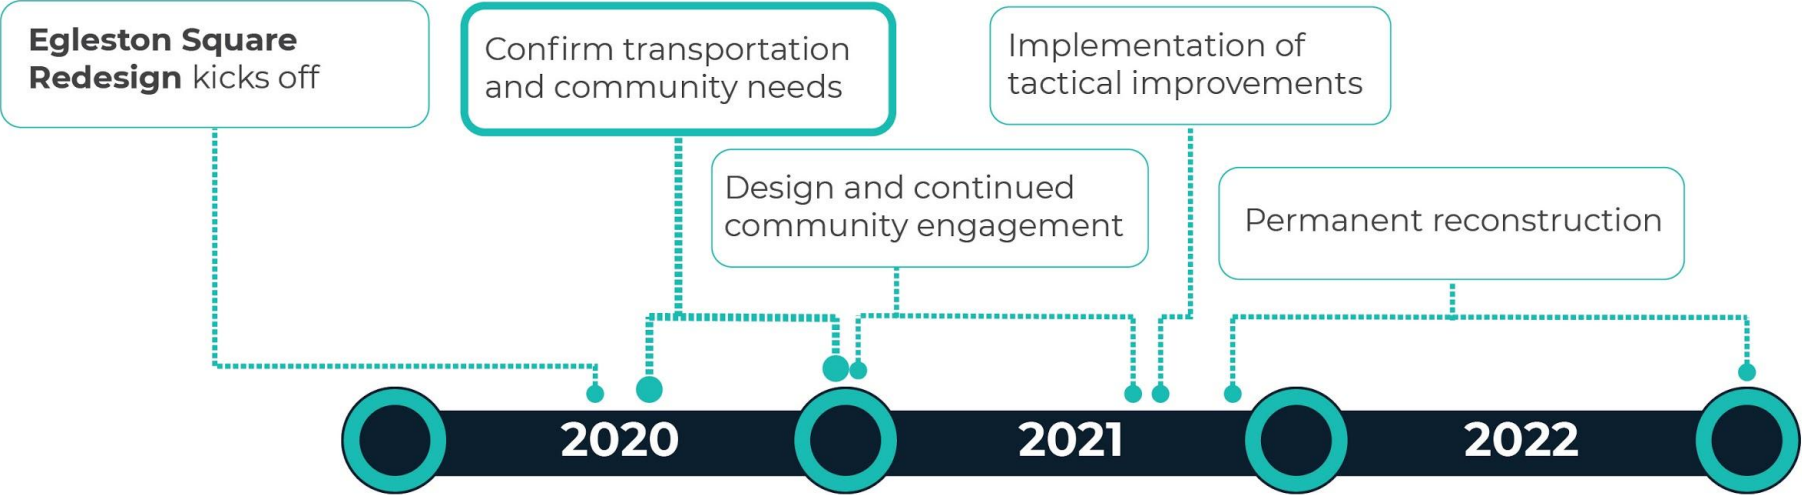 Egleston Square
Redesign kicks off
Confirm transportation
and community needs
Implementation of
tactical improvements
Design and continued
community engagement
Permanent reconstruction
2020
2021
2022